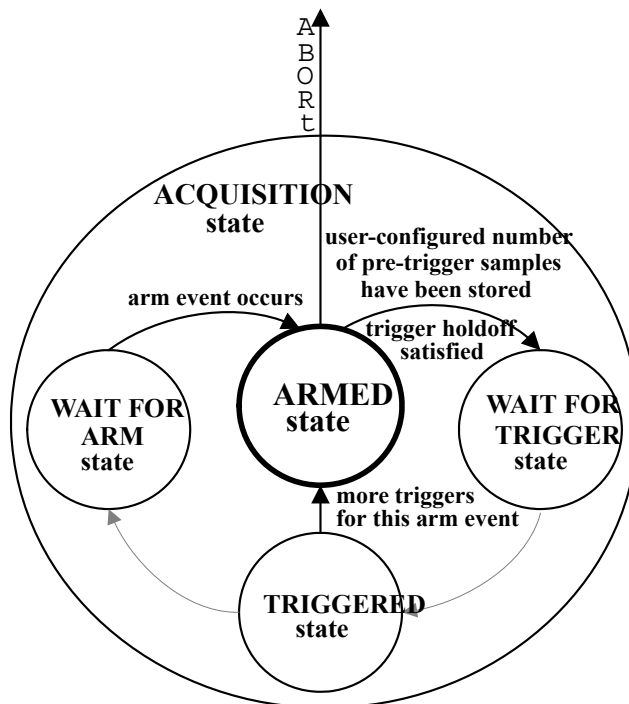 ABORt
ACQUISITION
state
user-configured number
of pre-trigger samples
have been stored
arm event occurs
trigger holdoff
satisfied
WAIT FOR
ARM
state
ARMED
state
WAIT FOR
TRIGGER
state
more triggers
for this arm event
TRIGGERED
state